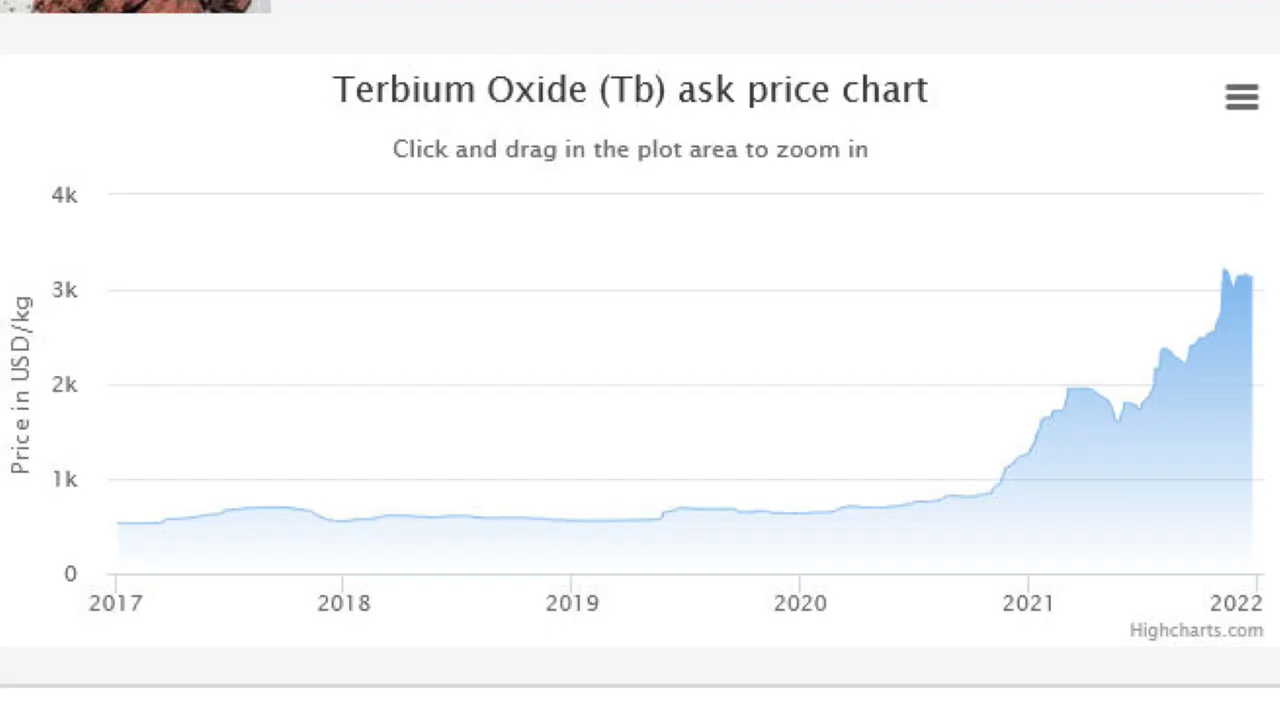 Terbium Oxide (Tb) ask price chart
Click and drag in the plot area to zoom in
Price in USD/kg
4k
3k
2k
1k
0
2017 2018 2019 2020 2021 2022
Highcharts.com